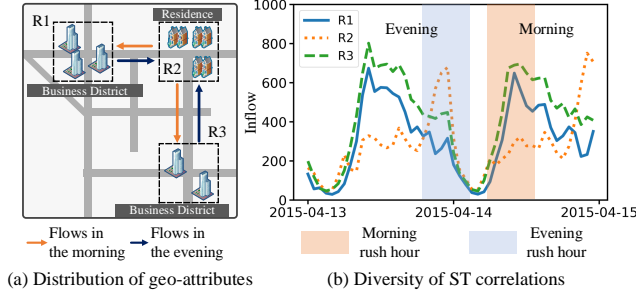 R1
Residence
R2
Business District
R3
Business District
Flows in
the morning
Flows in
the evening
(a) Distribution of geo-attributes
1000
800
600
400
200
0
Inflow
R1
R2
R3
Evening
Morning
2015-04-13
2015-04-14
2015-04-15
Morning
rush hour
Evening
rush hour
(b) Diversity of ST correlations